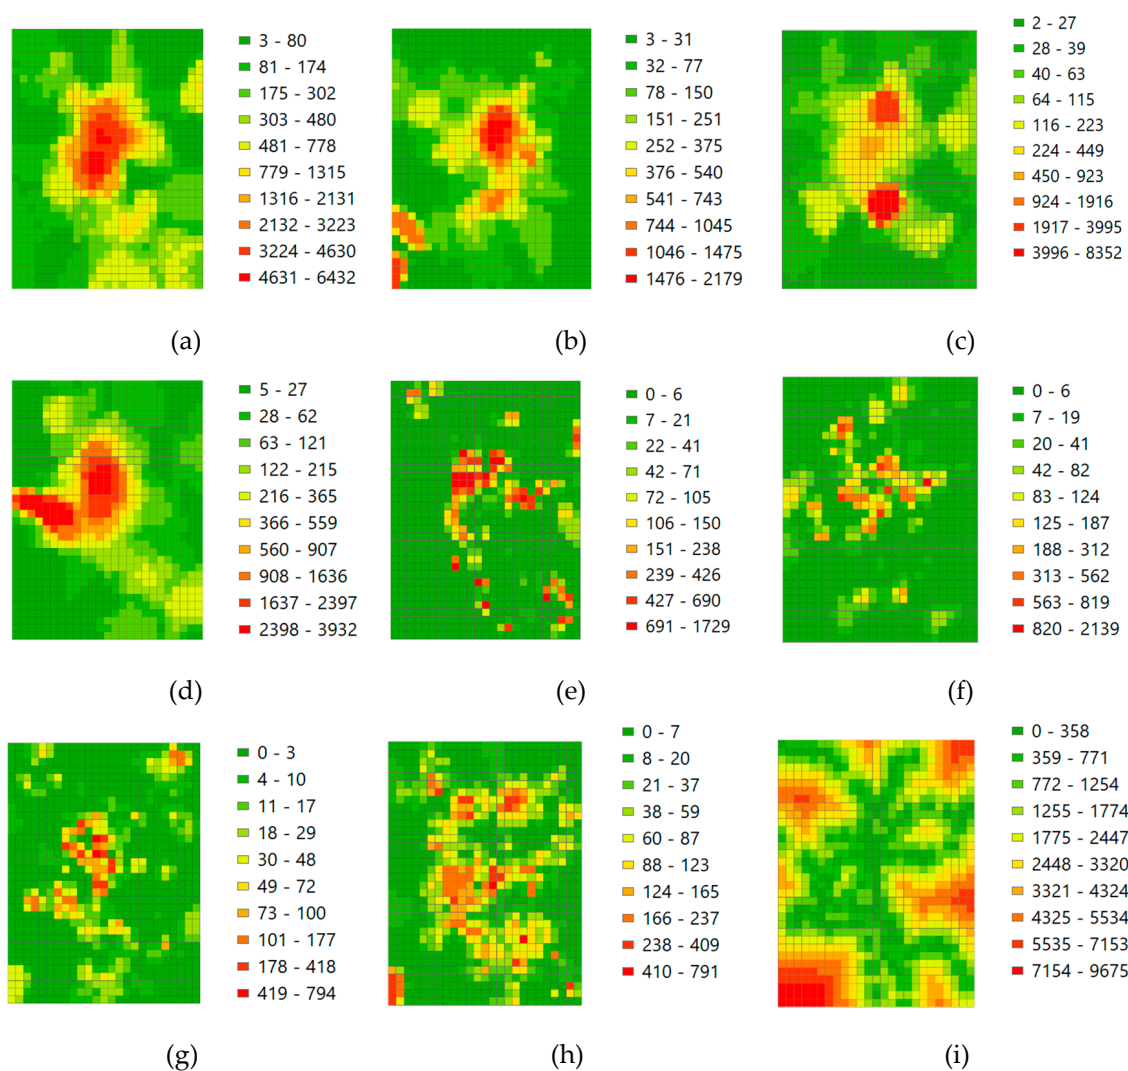 3 - 80
81 - 174
175 - 302
303 - 480
481 - 778
779 - 1315
1316 - 2131
2132 - 3223
3224 - 4630
4631 - 6432
(a)
3 - 31
32 - 77
78 - 150
151 - 251
252 - 375
376 - 540
541 - 743
744 - 1045
1046 - 1475
1476 - 2179
(b)
2 - 27
28 - 39
40 - 63
64 - 115
116 - 223
224 - 449
450 - 923
924 - 1916
1917 - 3995
3996 - 8352
(c)
5 - 27
28 - 62
63 - 121
122 - 215
216 - 365
366 - 559
560 - 907
908 - 1636
1637 - 2397
2398 - 3932
(d)
0 - 6
7 - 21
22 - 41
42 - 71
72 - 105
106 - 150
151 - 238
239 - 426
427 - 690
691 - 1729
(e)
0 - 6
7 - 19
20 - 41
42 - 82
83 - 124
125 - 187
188 - 312
313 - 562
563 - 819
820 - 2139
(f)
0 - 3
4 - 10
11 - 17
18 - 29
30 - 48
49 - 72
73 - 100
101 - 177
178 - 418
419 - 794
(g)
0 - 7
8 - 20
21 - 37
38 - 59
60 - 87
88 - 123
124 - 165
166 - 237
238 - 409
410 - 791
(h)
0 - 358
359 - 771
772 - 1254
1255 - 1774
1775 - 2447
2448 - 3320
3321 - 4324
4325 - 5534
5535 - 7153
7154 - 9675
(i)